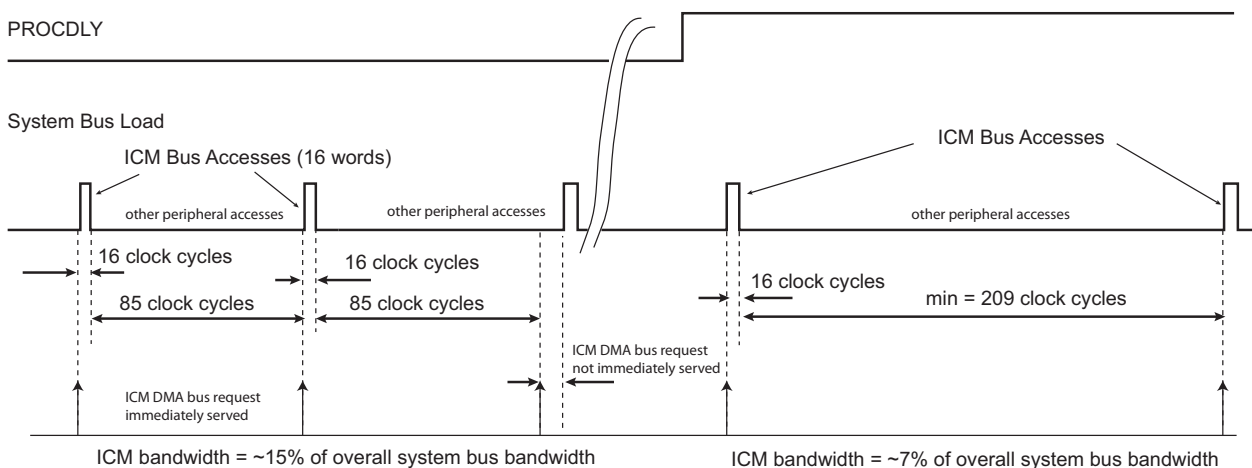 PROCDLY
System Bus Load
ICM Bus Accesses (16 words)
ICM Bus Accesses
other peripheral accesses
other peripheral accesses
other peripheral accesses
16 clock cycles
16 clock cycles
16 clock cycles
85 clock cycles
85 clock cycles
min = 209 clock cycles
ICM DMA bus request
not immediately served
ICM DMA bus request
immediately served
ICM bandwidth = ~15% of overall system bus bandwidth
ICM bandwidth = ~7% of overall system bus bandwidth